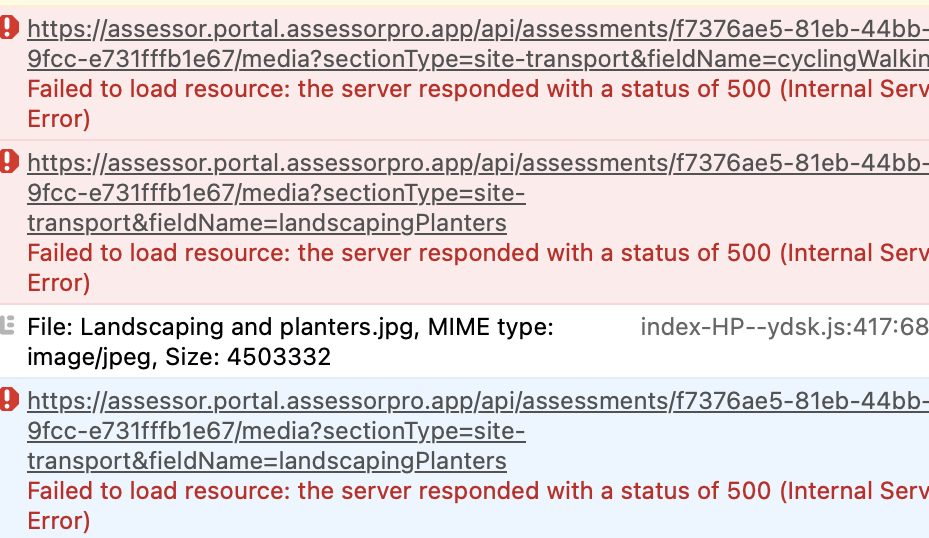 https://assessor.portal.assessorpro.app/api/assessments/f7376ae5-81eb-44bb-
9fcc-e731fffb1e67/media?sectionType=site-transport&fieldName=cyclingWalkin
Failed to load resource: the server responded with a status of 500 (Internal Serv
Error)
https://assessor.portal.assessorpro.app/api/assessments/f7376ae5-81eb-44bb-
9fcc-e731fffb1e67/media?sectionType=site-
transport&fieldName=landscapingPlanters
Failed to load resource: the server responded with a status of 500 (Internal Serv
Error)
File: Landscaping and planters.jpg, MIME type: index-HP--ydsk.js:417:68
image/jpeg, Size: 4503332
https://assessor.portal.assessorpro.app/api/assessments/f7376ae5-81eb-44bb-
9fcc-e731fffb1e67/media?sectionType=site-
transport&fieldName=landscapingPlanters
Failed to load resource: the server responded with a status of 500 (Internal Serv
Error)